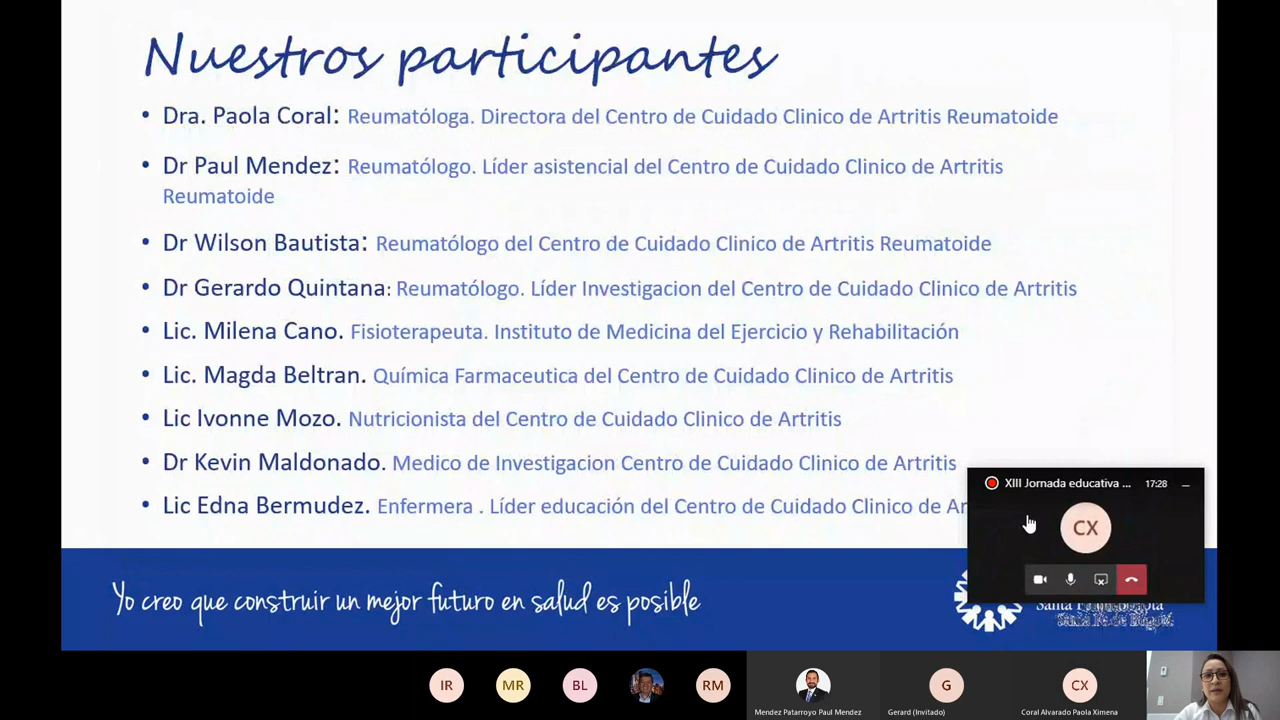 Nuestros participantes
• Dra. Paola Coral: Reumatóloga. Directora del Centro de Cuidado Clinico de Artritis Reumatoide
• Dr Paul Mendez: Reumatólogo. Líder asistencial del Centro de Cuidado Clinico de Artritis
Reumatoide
• Dr Wilson Bautista: Reumatólogo del Centro de Cuidado Clinico de Artritis Reumatoide
• Dr Gerardo Quintana: Reumatólogo. Líder Investigacion del Centro de Cuidado Clinico de Artritis
• Lic. Milena Cano. Fisioterapeuta. Instituto de Medicina del Ejercicio y Rehabilitación
• Lic. Magda Beltran. Química Farmaceutica del Centro de Cuidado Clinico de Artritis
• Lic Ivonne Mozo. Nutricionista del Centro de Cuidado Clinico de Artritis
• Dr Kevin Maldonado. Medico de Investigacion Centro de Cuidado Clinico de Artritis
• Lic Edna Bermudez. Enfermera . Líder educación del Centro de Cuidado Clinico de Ar
XIII Jornada educativa ... 17:28
CX
Yo creo que construir un mejor futuro en salud es posible
IR MR BL RM G CX
Mendez Patarroyo Paul Mendez Gerard (Invitado) Coral Alvarado Paola Ximena